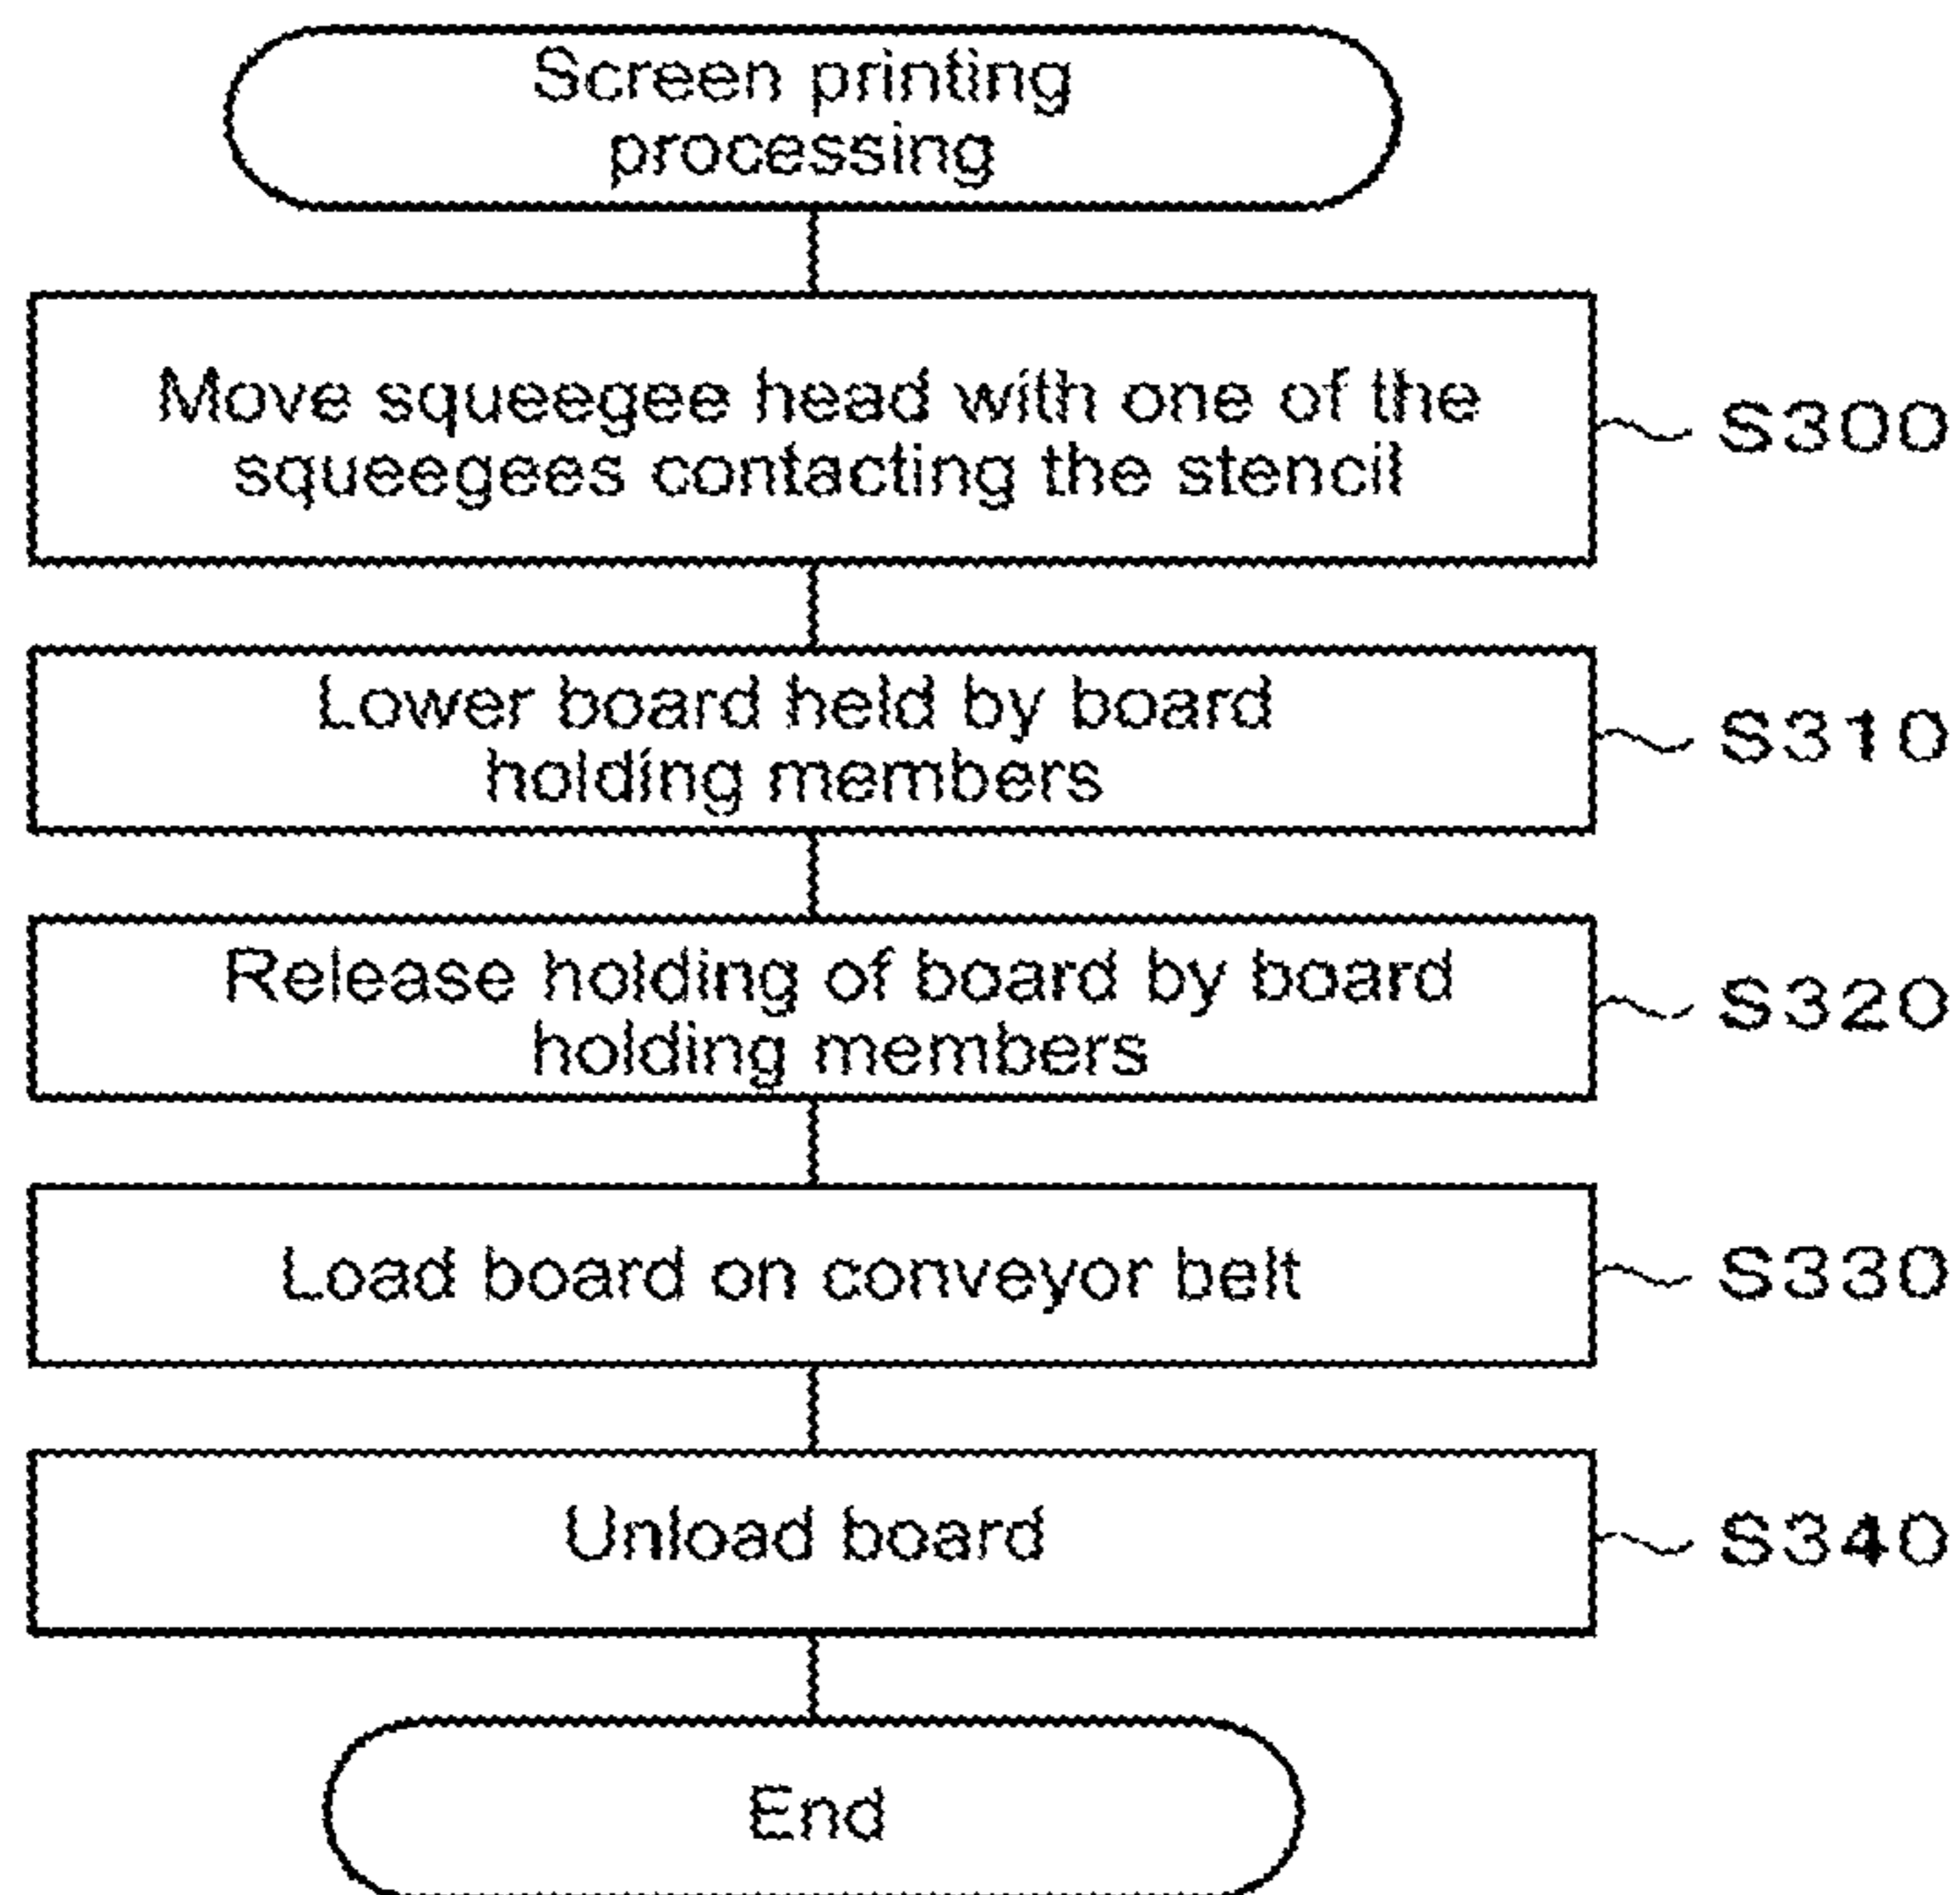 Screen printing
processing
Move squeegee head with one of the
squeegees contacting the stencil
S300
Lower board held by board
holding members
S310
Release holding of board by board
holding members
S320
Load board on conveyor belt
S330
Unload board
S340
End